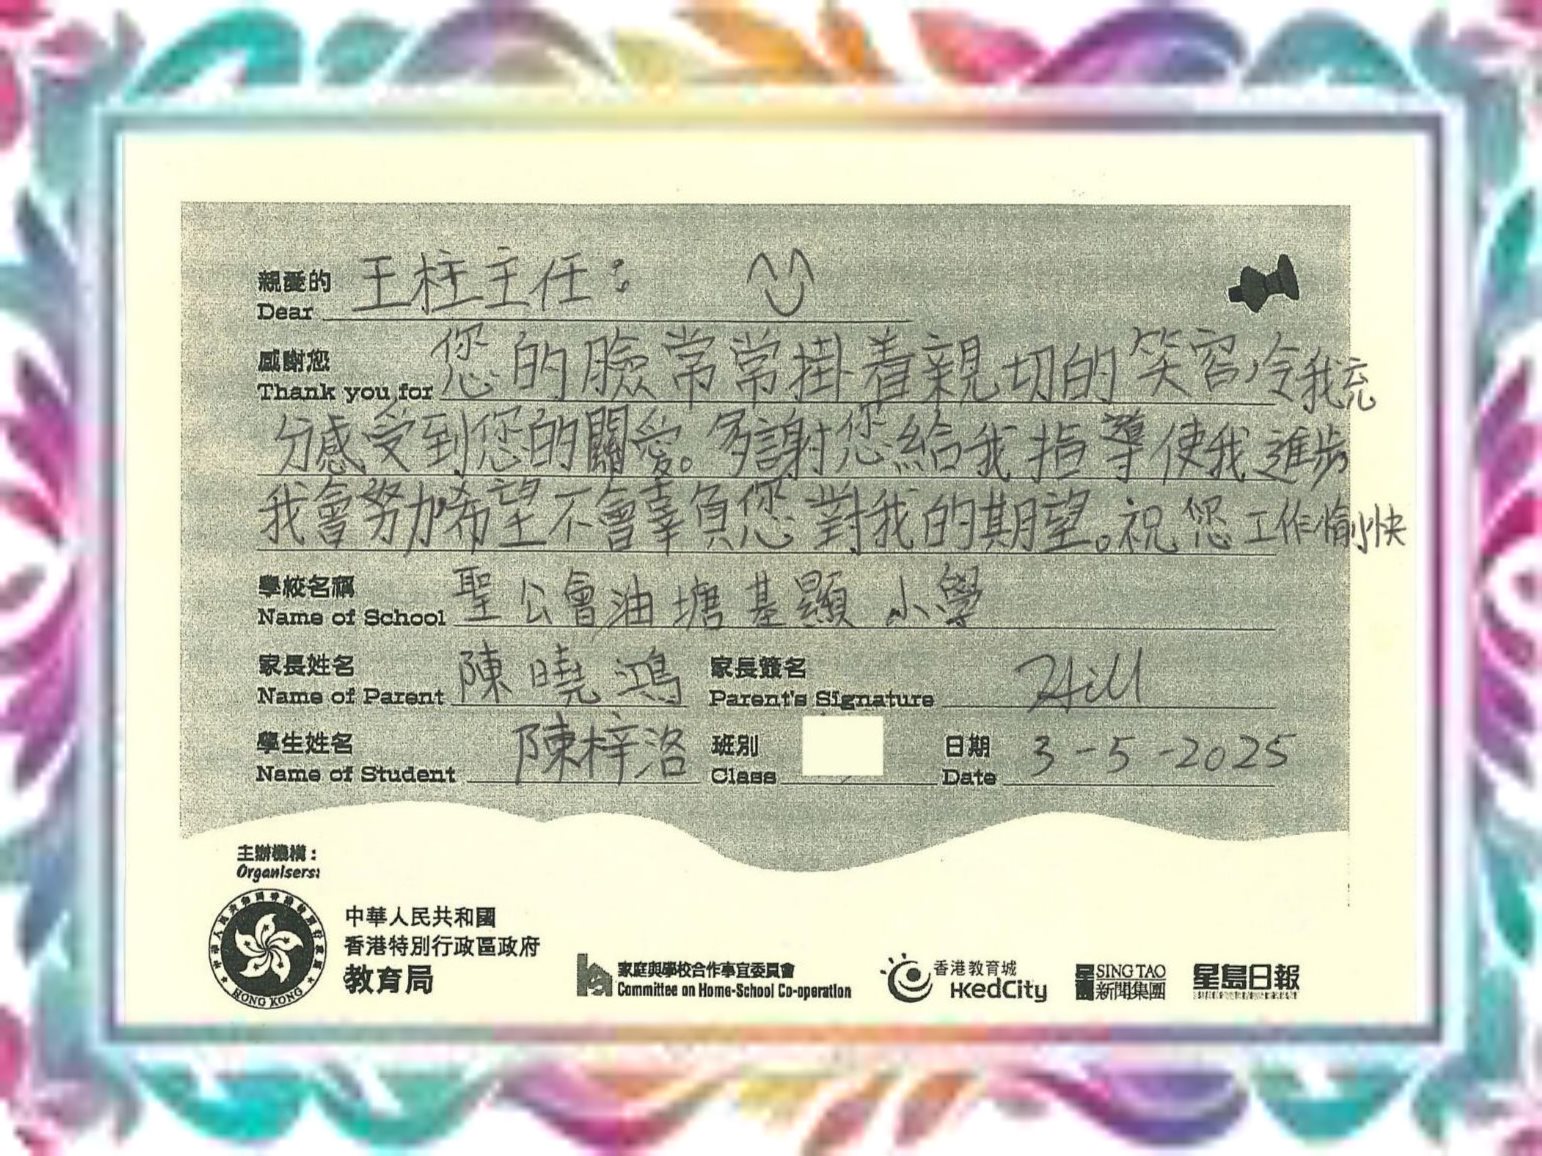 親愛的 王柱主任：
Dear
感謝您 您的臉常常掛着親切的笑容，令我充
Thank you for
分感受到您的關愛。多謝您給我指導使我進步
我會努力希望不會辜負您對我的期望。祝您工作愉快
學校名稱 聖公會油塘基顯小學
Name of School
家長姓名 陳曉鴻 家長簽名 Hill
Name of Parent Parent's Signature
學生姓名 陳梓洛 班別 日期 3-5-2025
Name of Student Class Date
主辦機構：
Organisers:
中華人民共和國
香港特別行政區政府
教育局
HONG KONG
家庭與學校合作事宜委員會
Committee on Home-School Co-operation
香港教育城
HKedCity
星島 SING TAO
新聞集團
星島日報